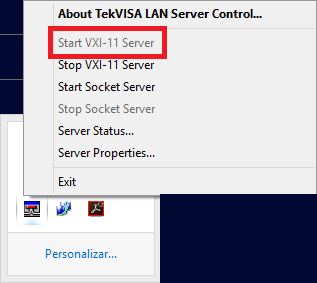 About TekVISA LAN Server Control...
Start VXI-11 Server
Stop VXI-11 Server
Start Socket Server
Stop Socket Server
Server Status...
Server Properties...
Exit
Personalizar...